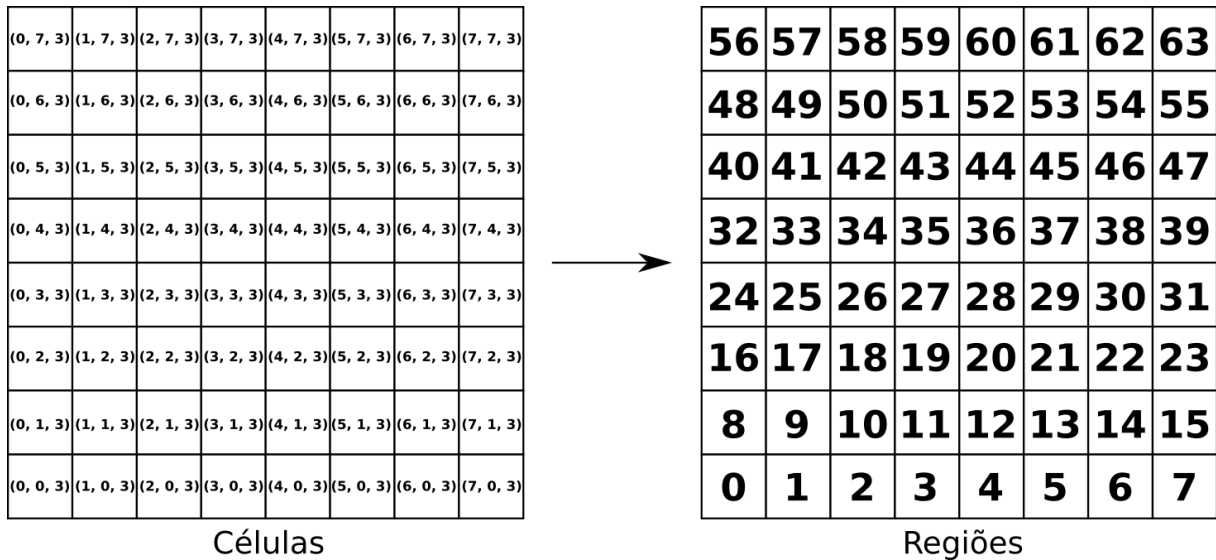 (0, 7, 3) (1, 7, 3) (2, 7, 3) (3, 7, 3) (4, 7, 3) (5, 7, 3) (6, 7, 3) (7, 7, 3)
(0, 6, 3) (1, 6, 3) (2, 6, 3) (3, 6, 3) (4, 6, 3) (5, 6, 3) (6, 6, 3) (7, 6, 3)
(0, 5, 3) (1, 5, 3) (2, 5, 3) (3, 5, 3) (4, 5, 3) (5, 5, 3) (6, 5, 3) (7, 5, 3)
(0, 4, 3) (1, 4, 3) (2, 4, 3) (3, 4, 3) (4, 4, 3) (5, 4, 3) (6, 4, 3) (7, 4, 3)
(0, 3, 3) (1, 3, 3) (2, 3, 3) (3, 3, 3) (4, 3, 3) (5, 3, 3) (6, 3, 3) (7, 3, 3)
(0, 2, 3) (1, 2, 3) (2, 2, 3) (3, 2, 3) (4, 2, 3) (5, 2, 3) (6, 2, 3) (7, 2, 3)
(0, 1, 3) (1, 1, 3) (2, 1, 3) (3, 1, 3) (4, 1, 3) (5, 1, 3) (6, 1, 3) (7, 1, 3)
(0, 0, 3) (1, 0, 3) (2, 0, 3) (3, 0, 3) (4, 0, 3) (5, 0, 3) (6, 0, 3) (7, 0, 3)
Células
56 57 58 59 60 61 62 63
48 49 50 51 52 53 54 55
40 41 42 43 44 45 46 47
32 33 34 35 36 37 38 39
24 25 26 27 28 29 30 31
16 17 18 19 20 21 22 23
8 9 10 11 12 13 14 15
0 1 2 3 4 5 6 7
Regiões